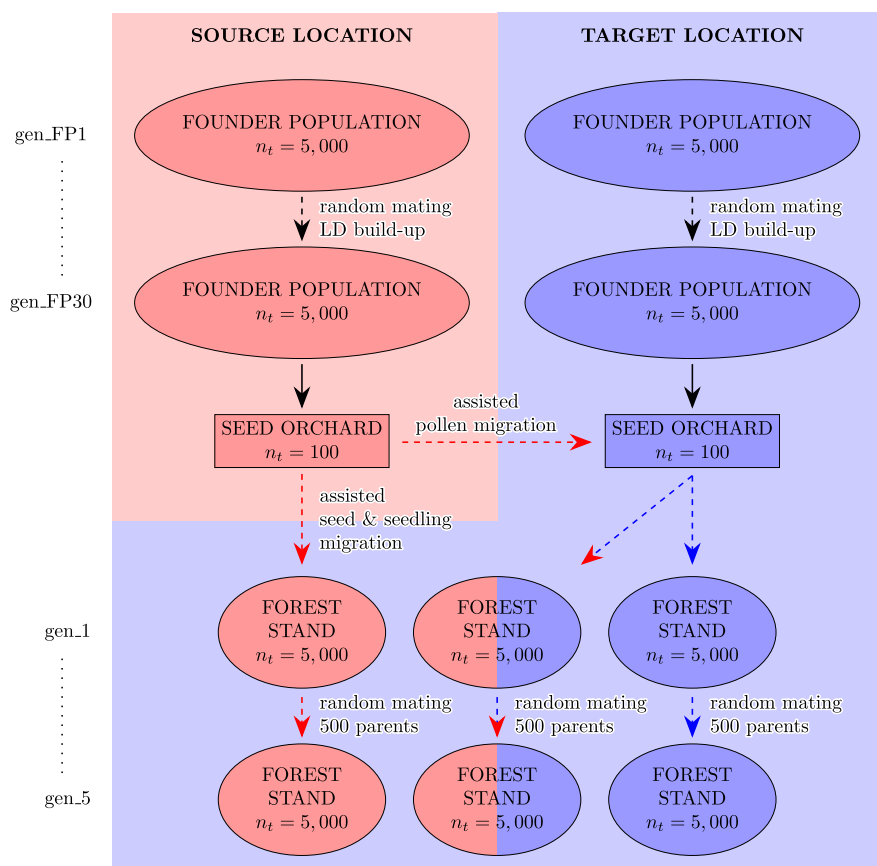 SOURCE LOCATION
TARGET LOCATION
gen_FP1
FOUNDER POPULATION
n_t = 5,000
FOUNDER POPULATION
n_t = 5,000
random mating
LD build-up
random mating
LD build-up
gen_FP30
FOUNDER POPULATION
n_t = 5,000
FOUNDER POPULATION
n_t = 5,000
assisted
pollen migration
SEED ORCHARD
n_t = 100
SEED ORCHARD
n_t = 100
assisted
seed & seedling
migration
gen_1
FOREST
STAND
n_t = 5,000
FOREST
STAND
n_t = 5,000
FOREST
STAND
n_t = 5,000
random mating
500 parents
random mating
500 parents
random mating
500 parents
gen_5
FOREST
STAND
n_t = 5,000
FOREST
STAND
n_t = 5,000
FOREST
STAND
n_t = 5,000